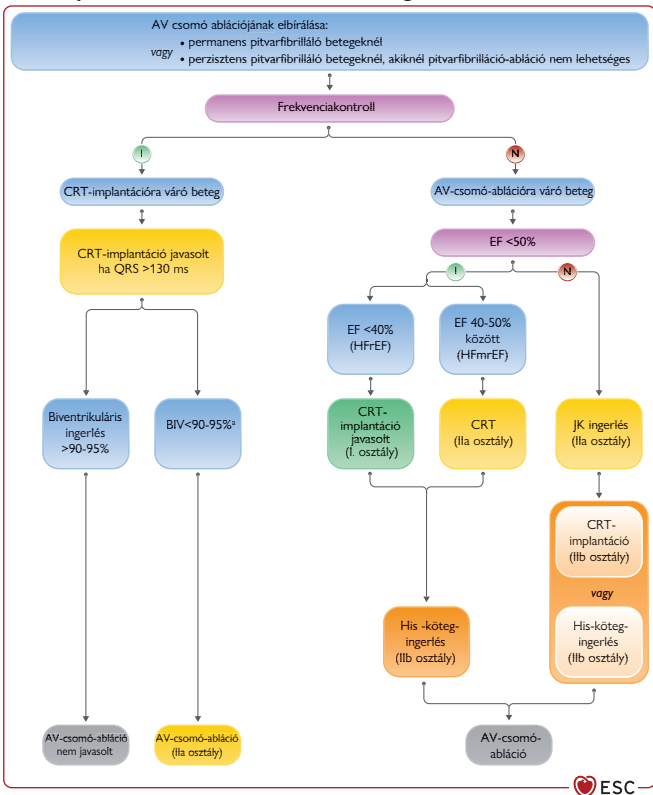 AV csomó ablációjának elbírálása:
• permanens pitvarfibrilláló betegeknél
vagy
• perzisztens pitvarfibrilláló betegeknél, akiknél pitvarfibrilláció-abláció nem lehetséges
Frekvenciakontroll
I
N
CRT-implantációra váró beteg
AV-csomó-ablációra váró beteg
CRT-implantáció javasolt
ha QRS >130 ms
EF <50%
I
N
EF <40%
(HFrEF)
EF 40-50%
között
(HFmrEF)
Biventrikuláris
ingerlés
>90-95%
BIV<90-95%ª
CRT-
implantáció
javasolt
(I. osztály)
CRT
(IIa osztály)
JK ingerlés
(IIa osztály)
CRT-
implantáció
(IIb osztály)
vagy
His -köteg-
ingerlés
(IIb osztály)
His-köteg-
ingerlés
(IIb osztály)
AV-csomó-abláció
nem javasolt
AV-csomó-abláció
(IIa osztály)
AV-csomó-
abláció
ESC